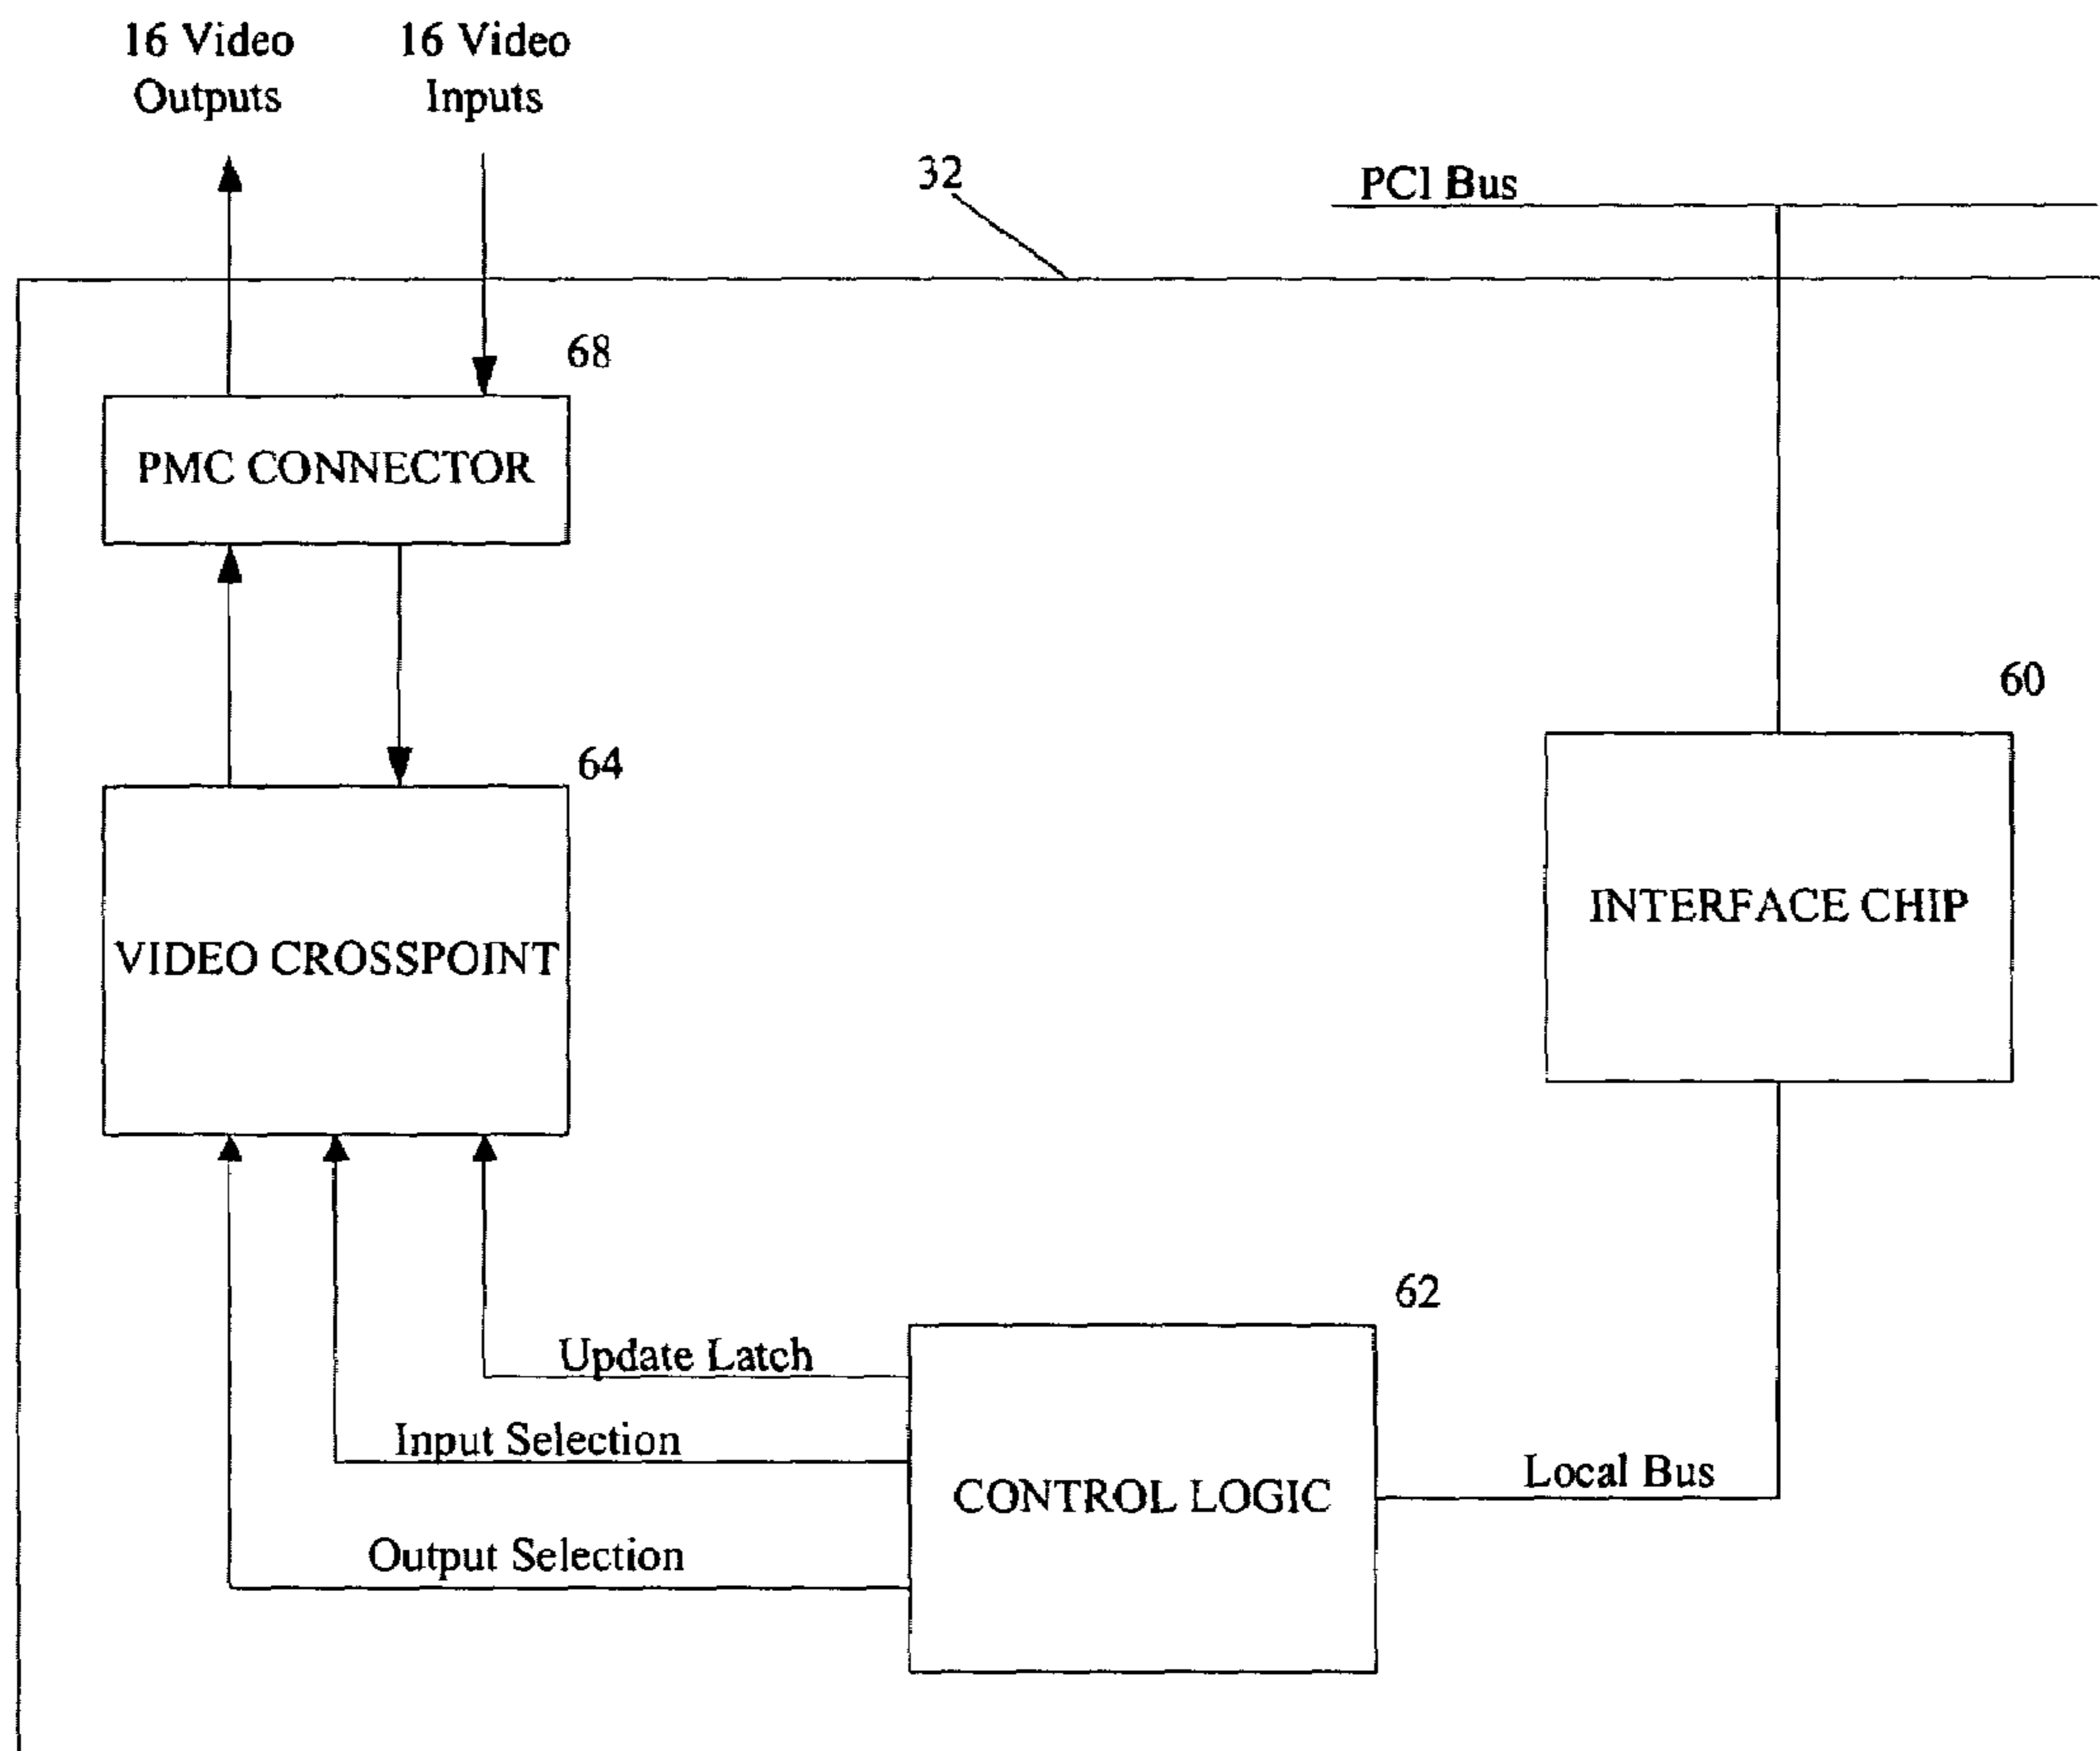 16 Video
Outputs
16 Video
Inputs
32
PCI Bus
68
PMC CONNECTOR
60
64
INTERFACE CHIP
VIDEO CROSSPOINT
62
Update Latch
Input Selection
Local Bus
CONTROL LOGIC
Output Selection